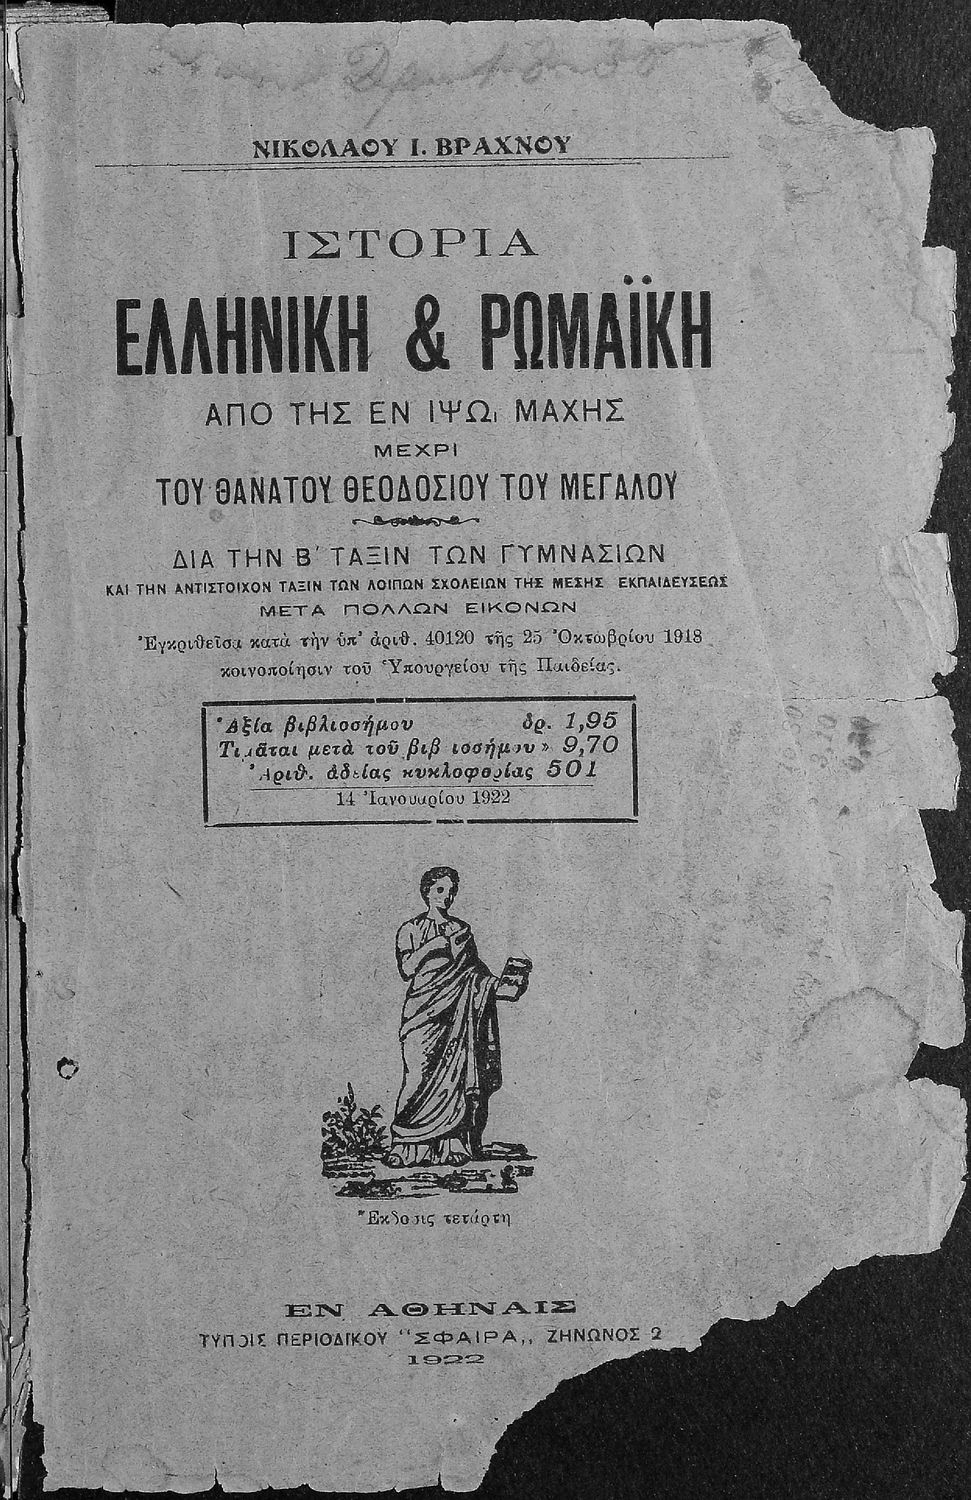 ΝΙΚΟΛΑΟΥ Ι. ΒΡΑΧΝΟΥ
ΙΣΤΟΡΙΑ
ΕΛΛΗΝΙΚΗ & ΡΩΜΑΪΚΗ
ΑΠΟ ΤΗΣ ΕΝ ΙΨΩι ΜΑΧΗΣ
ΜΕΧΡΙ
ΤΟΥ ΘΑΝΑΤΟΥ ΘΕΟΔΟΣΙΟΥ ΤΟΥ ΜΕΓΑΛΟΥ
ΔΙΑ ΤΗΝ Β΄ ΤΑΞΙΝ ΤΩΝ ΓΥΜΝΑΣΙΩΝ
ΚΑΙ ΤΗΝ ΑΝΤΙΣΤΟΙΧΟΝ ΤΑΞΙΝ ΤΩΝ ΛΟΙΠΩΝ ΣΧΟΛΕΙΩΝ ΤΗΣ ΜΕΣΗΣ ΕΚΠΑΙΔΕΥΣΕΩΣ
ΜΕΤΑ ΠΟΛΛΩΝ ΕΙΚΟΝΩΝ
Ἐγκριθεῖσα κατὰ τὴν ὑπ' ἀριθ. 40120 τῆς 25 Ὀκτωβρίου 1918
κοινοποίησιν τοῦ Ὑπουργείου τῆς Παιδείας.
Ἀξία βιβλιοσήμου δρ. 1,95
Τιμᾶται μετὰ τοῦ βιβλιοσήμου » 9,70
Ἀριθ. ἀδείας κυκλοφορίας 501
14 Ἰανουαρίου 1922
Ἔκδοσις τετάρτη
ΕΝ ΑΘΗΝΑΙΣ
ΤΥΠΟΙΣ ΠΕΡΙΟΔΙΚΟΥ "ΣΦΑΙΡΑ,, ΖΗΝΩΝΟΣ 2
1922